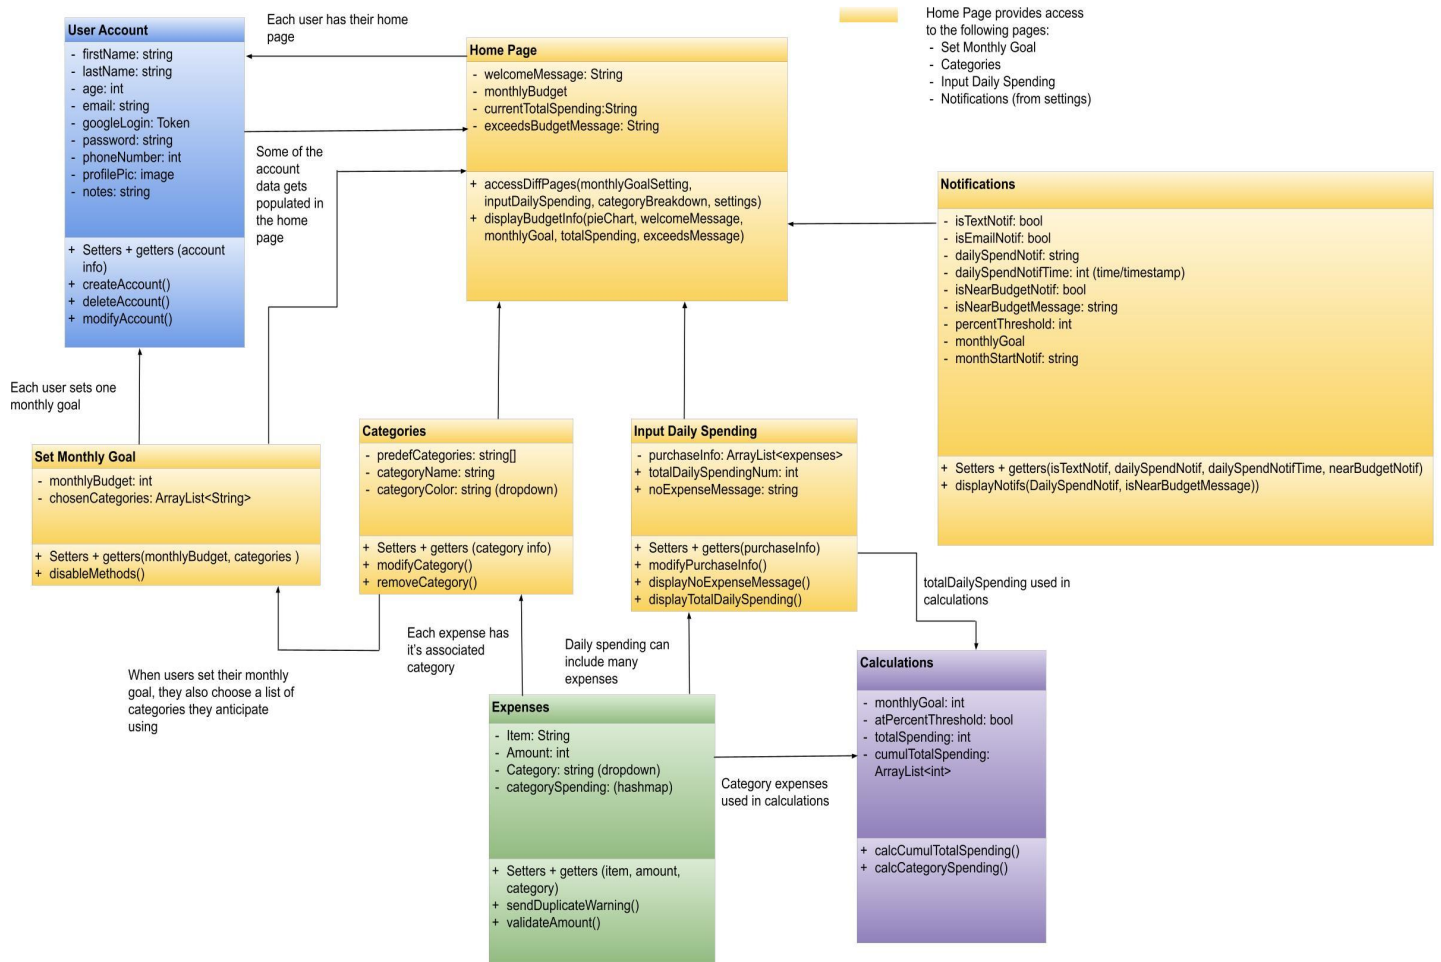 User Account
- firstName: string
- lastName: string
- age: int
- email: string
- googleLogin: Token
- password: string
- phoneNumber: int
- profilePic: image
- notes: string
+ Setters + getters (account
info)
+ createAccount()
+ deleteAccount()
+ modifyAccount()
Each user has their home
page
Some of the
account
data gets
populated in
the home
page
Home Page
- welcomeMessage: String
- monthlyBudget
- currentTotalSpending:String
- exceedsBudgetMessage: String
+ accessDiffPages(monthlyGoalSetting,
inputDailySpending, categoryBreakdown, settings)
+ displayBudgetInfo(pieChart, welcomeMessage,
monthlyGoal, totalSpending, exceedsMessage)
Home Page provides access
to the following pages:
- Set Monthly Goal
- Categories
- Input Daily Spending
- Notifications (from settings)
Notifications
- isTextNotif: bool
- isEmailNotif: bool
- dailySpendNotif: string
- dailySpendNotifTime: int (time/timestamp)
- isNearBudgetNotif: bool
- isNearBudgetMessage: string
- percentThreshold: int
- monthlyGoal
- monthStartNotif: string
+ Setters + getters(isTextNotif, dailySpendNotif, dailySpendNotifTime, nearBudgetNotif)
+ displayNotifs(DailySpendNotif, isNearBudgetMessage))
Each user sets one
monthly goal
Set Monthly Goal
- monthlyBudget: int
- chosenCategories: ArrayList<String>
+ Setters + getters(monthlyBudget, categories )
+ disableMethods()
Categories
- predefCategories: string[]
- categoryName: string
- categoryColor: string (dropdown)
+ Setters + getters (category info)
+ modifyCategory()
+ removeCategory()
Input Daily Spending
- purchaseInfo: ArrayList<expenses>
+ totalDailySpendingNum: int
+ noExpenseMessage: string
+ Setters + getters(purchaseInfo)
+ modifyPurchaseInfo()
+ displayNoExpenseMessage()
+ displayTotalDailySpending()
totalDailySpending used in
calculations
When users set their monthly
goal, they also choose a list of
categories they anticipate
using
Each expense has
it's associated
category
Daily spending can
include many
expenses
Expenses
- Item: String
- Amount: int
- Category: string (dropdown)
- categorySpending: (hashmap)
+ Setters + getters (item, amount,
category)
+ sendDuplicateWarning()
+ validateAmount()
Category expenses
used in calculations
Calculations
- monthlyGoal: int
- atPercentThreshold: bool
- totalSpending: int
- cumulTotalSpending:
ArrayList<int>
+ calcCumulTotalSpending()
+ calcCategorySpending()